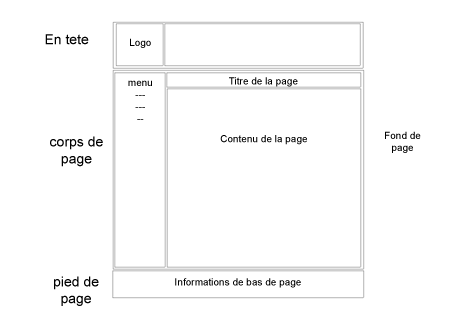 En tete
Logo
menu
---
---
--
Titre de la page
Contenu de la page
corps de
page
Fond de
page
pied de
page
Informations de bas de page